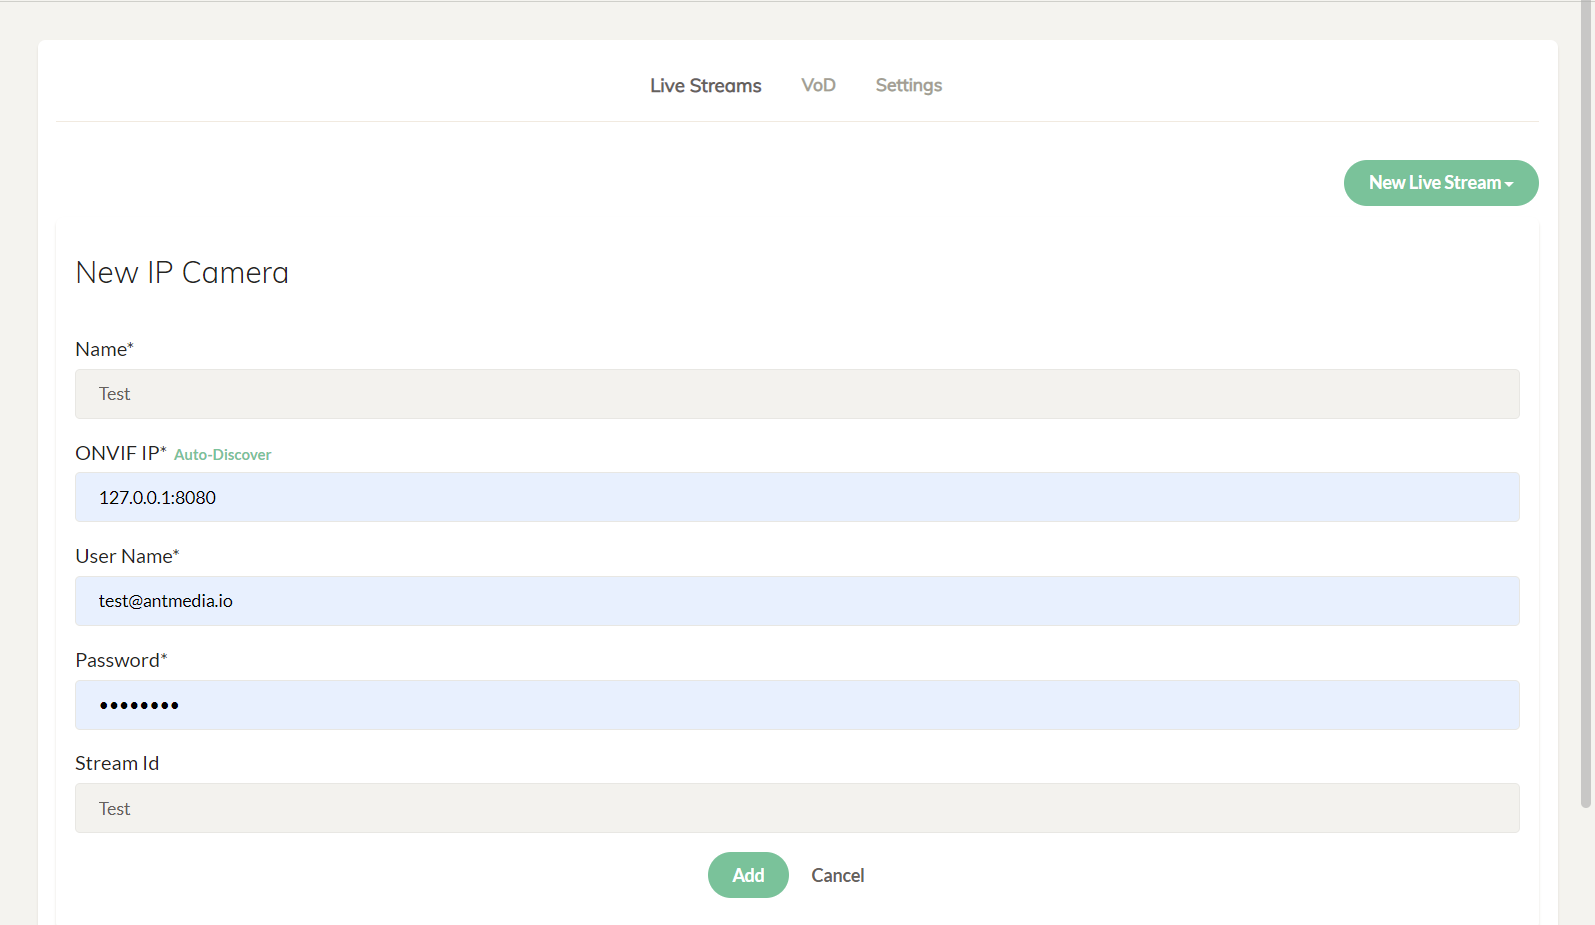 Live Streams VoD Settings
New Live Stream
New IP Camera
Name*
Test
ONVIF IP* Auto-Discover
127.0.0.1:8080
User Name*
test@antmedia.io
Password*
••••••••
Stream Id
Test
Add Cancel